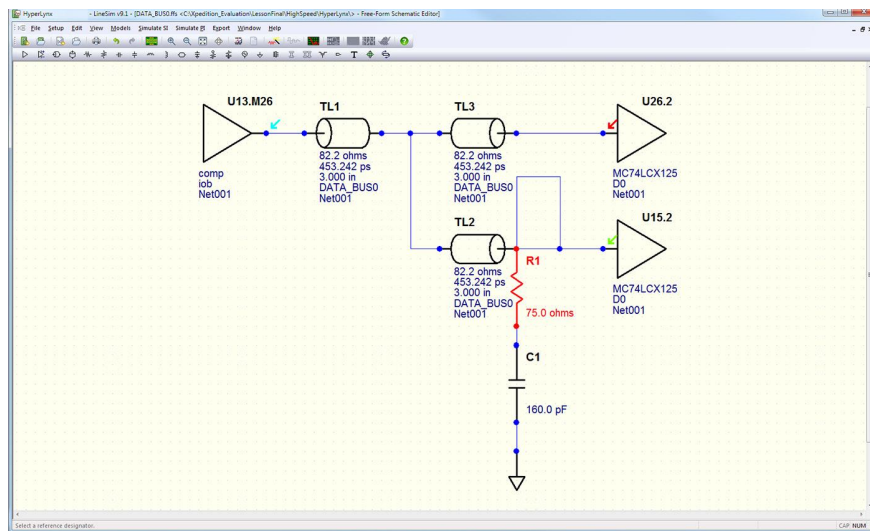 HyperLynx - LineSim v9.1 - [DATA_BUS0.ffs <C:\Xpedition_Evaluation\LessonFinal\HighSpeed\HyperLynx\> - Free-Form Schematic Editor]
File Setup Edit View Models Simulate SI Simulate PI Export Window Help
U13.M26
TL1
TL3
U26.2
82.2 ohms
453.242 ps
3.000 in
DATA_BUS0
Net001
82.2 ohms
453.242 ps
3.000 in
DATA_BUS0
Net001
comp
iob
Net001
MC74LCX125
D0
Net001
TL2
U15.2
R1
82.2 ohms
453.242 ps
3.000 in
DATA_BUS0
Net001
MC74LCX125
D0
Net001
75.0 ohms
C1
160.0 pF
Select a reference designator.
CAP NUM